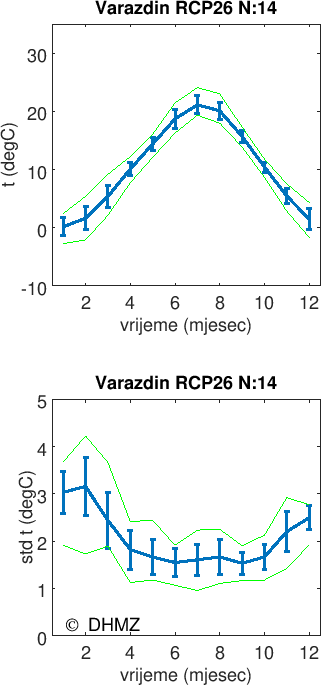 Varazdin RCP26 N:14
30
20
10
0
-10
t (degC)
2 4 6 8 10 12
vrijeme (mjesec)
Varazdin RCP26 N:14
5
4
3
2
1
0
std t (degC)
© DHMZ
2 4 6 8 10 12
vrijeme (mjesec)